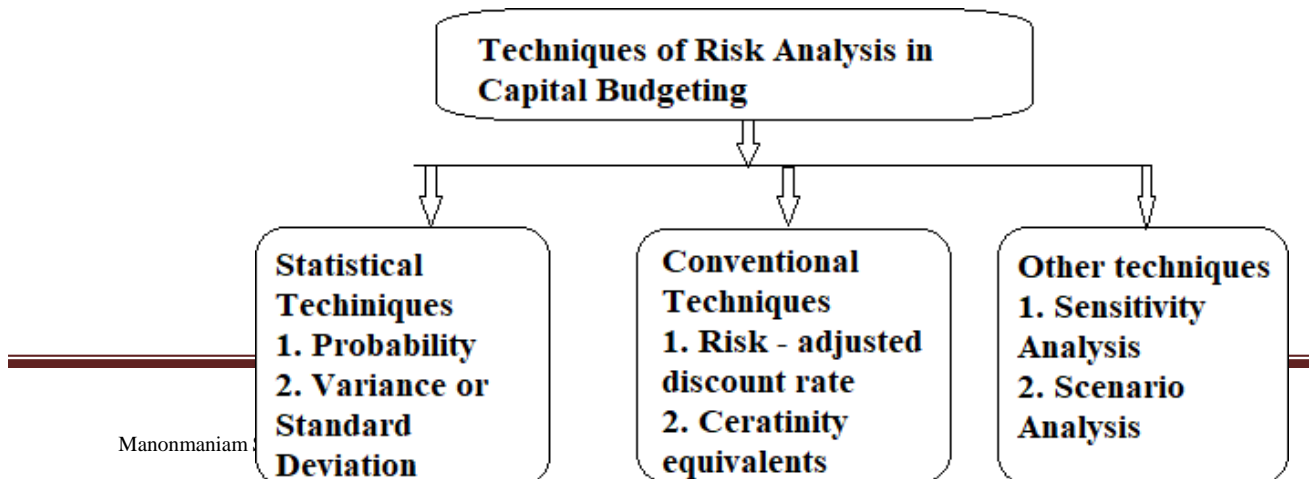 Techniques of Risk Analysis in
Capital Budgeting
Statistical
Techiniques
1. Probability
2. Variance or
Standard
Deviation
Conventional
Techniques
1. Risk - adjusted
discount rate
2. Ceratinity
equivalents
Other techniques
1. Sensitivity
Analysis
2. Scenario
Analysis
Manonmaniam